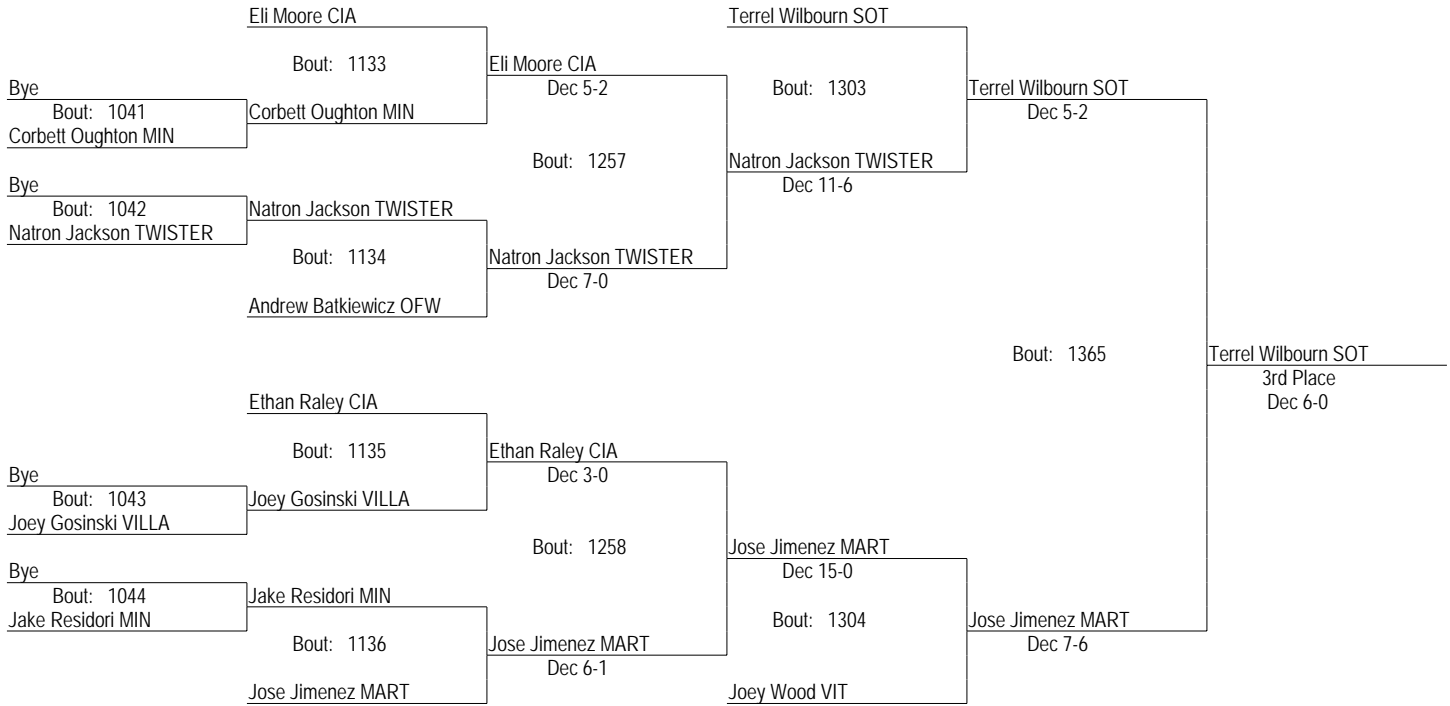 Eli Moore CIA
Terrel Wilbourn SOT
Bout: 1133
Eli Moore CIA
Dec 5-2
Bye
Bout: 1041
Corbett Oughton MIN
Corbett Oughton MIN
Bout: 1303
Terrel Wilbourn SOT
Dec 5-2
Bout: 1257
Natron Jackson TWISTER
Dec 11-6
Bye
Bout: 1042
Natron Jackson TWISTER
Natron Jackson TWISTER
Bout: 1134
Natron Jackson TWISTER
Dec 7-0
Andrew Batkiewicz OFW
Bout: 1365
Terrel Wilbourn SOT
3rd Place
Dec 6-0
Ethan Raley CIA
Bout: 1135
Ethan Raley CIA
Dec 3-0
Bye
Bout: 1043
Joey Gosinski VILLA
Joey Gosinski VILLA
Bout: 1258
Jose Jimenez MART
Dec 15-0
Bye
Bout: 1044
Jake Residori MIN
Jake Residori MIN
Bout: 1304
Jose Jimenez MART
Dec 7-6
Bout: 1136
Jose Jimenez MART
Dec 6-1
Jose Jimenez MART
Joey Wood VIT